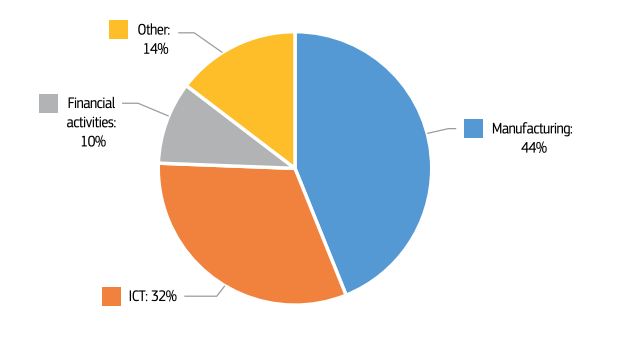 Other:
14%
Financial
activities:
10%
Manufacturing:
44%
ICT: 32%